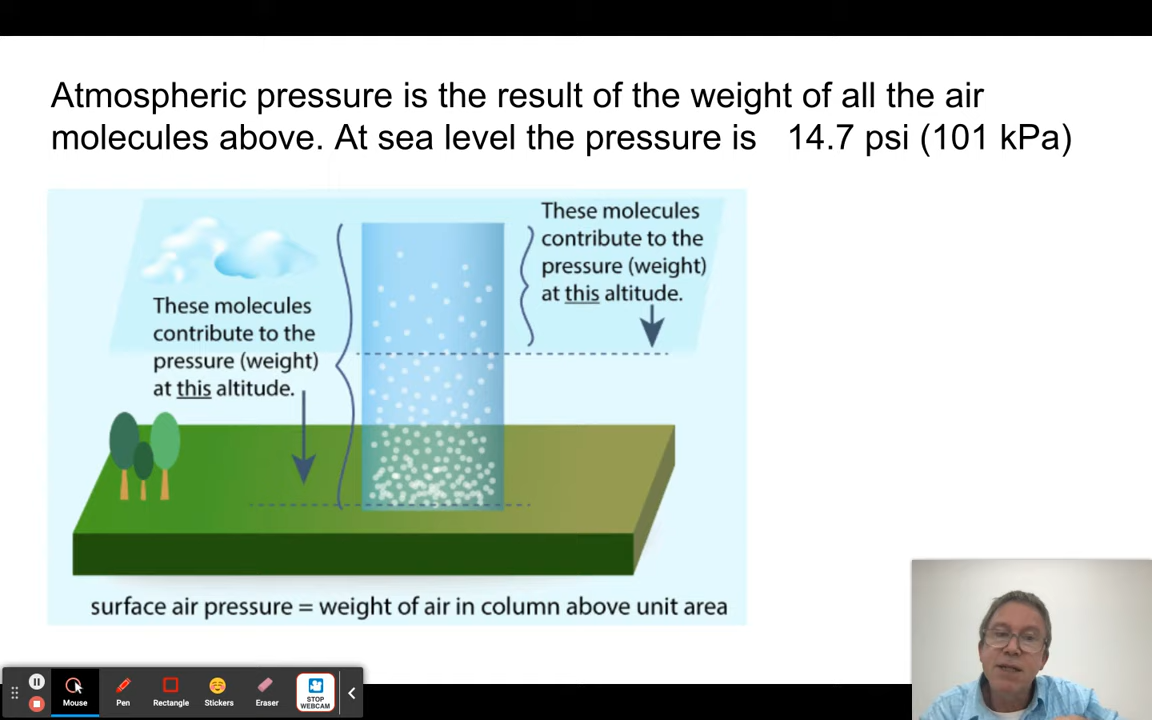 Atmospheric pressure is the result of the weight of all the air
molecules above. At sea level the pressure is 14.7 psi (101 kPa)
These molecules
contribute to the
pressure (weight)
at this altitude.
These molecules
contribute to the
pressure (weight)
at this altitude.
surface air pressure = weight of air in column above unit area
Mouse
Pen
Rectangle
Stickers
Eraser
STOP
WEBCAM